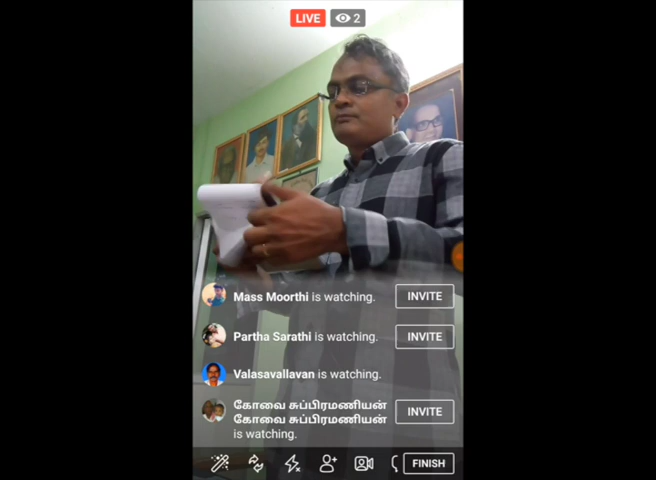 LIVE 2
Mass Moorthi is watching.
INVITE
Partha Sarathi is watching.
INVITE
Valasavallavan is watching.
கோவை சுப்பிரமணியன்
கோவை சுப்பிரமணியன்
is watching.
INVITE
FINISH